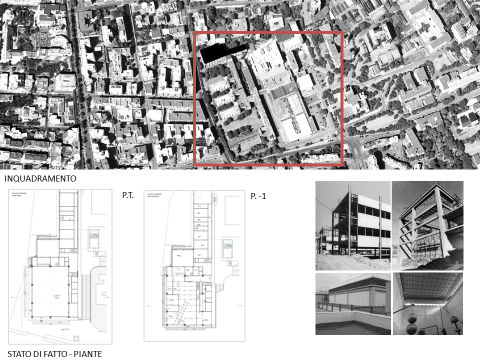 INQUADRAMENTO
P.T.
P. -1
STATO DI FATTO - PIANTE